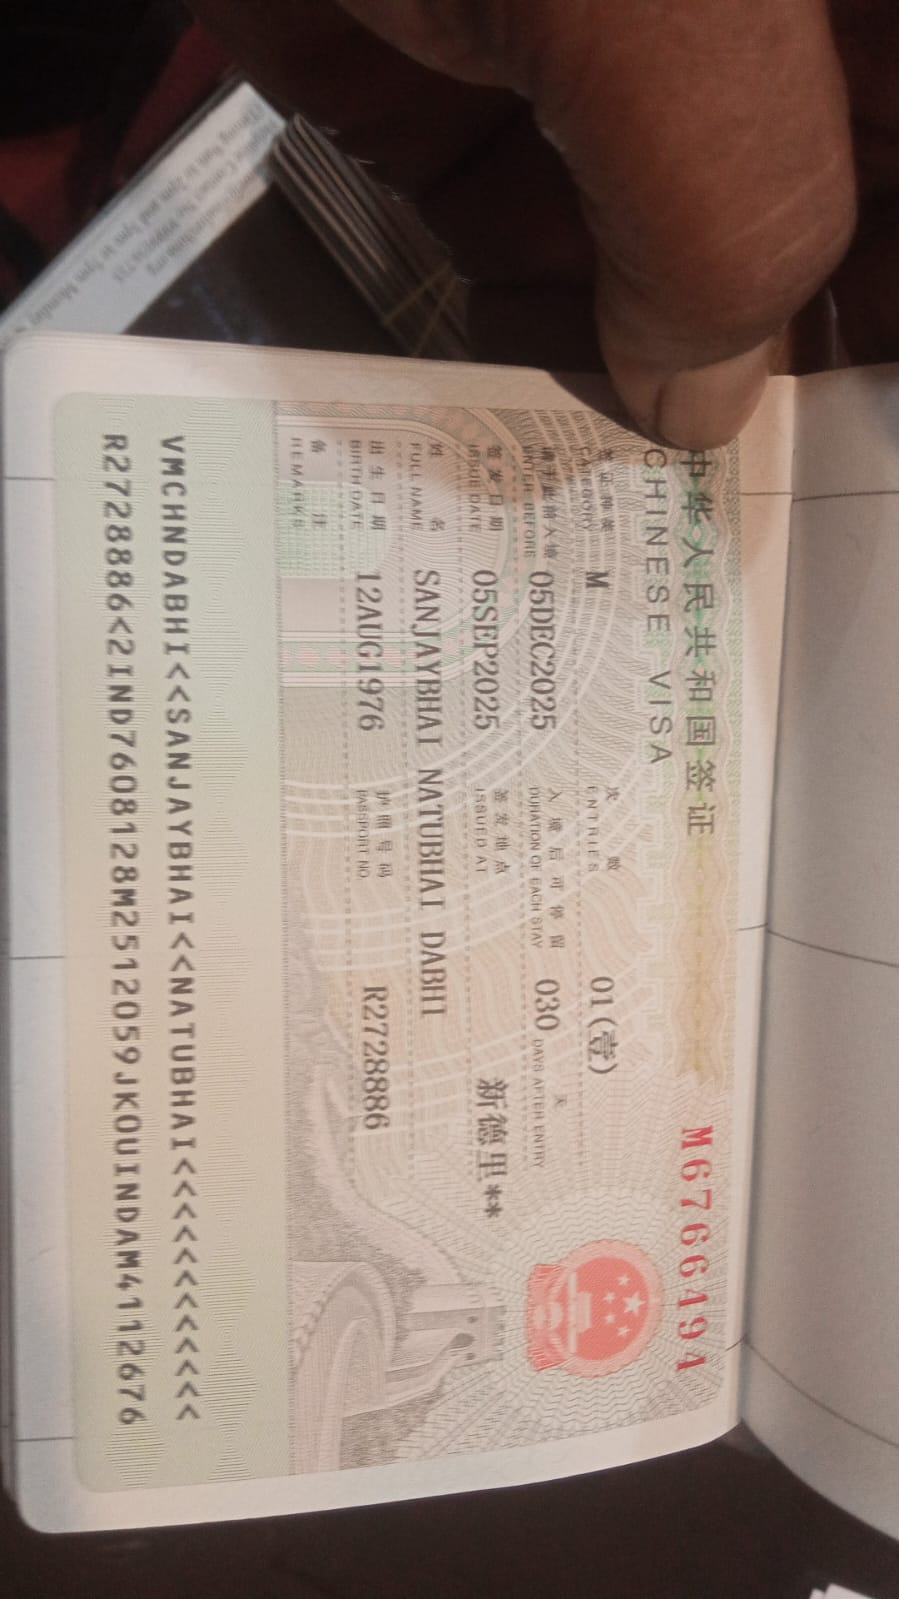 中华人民共和国签证
CHINESE VISA
M6766494
签证种类
CATEGORY
M
次 数
ENTRIES
01(壹)
请于此前入境
ENTER BEFORE
05DEC2025
入境后可停留
DURATION OF EACH STAY
030
天
DAYS AFTER ENTRY
签发日期
ISSUE DATE
05SEP2025
签发地点
ISSUED AT
新德里**
姓 名
FULL NAME
SANJAYBHAI NATUBHAI DABHI
出生日期
BIRTH DATE
12AUG1976
护照号码
PASSPORT NO
R2728886
备 注
REMARKS
VMCHNDABHI<<SANJAYBHAI<<NATUBHAI<<<<<<<<<<<<
R2728886<2IND7608128M2512059JKOUINDAM4112676